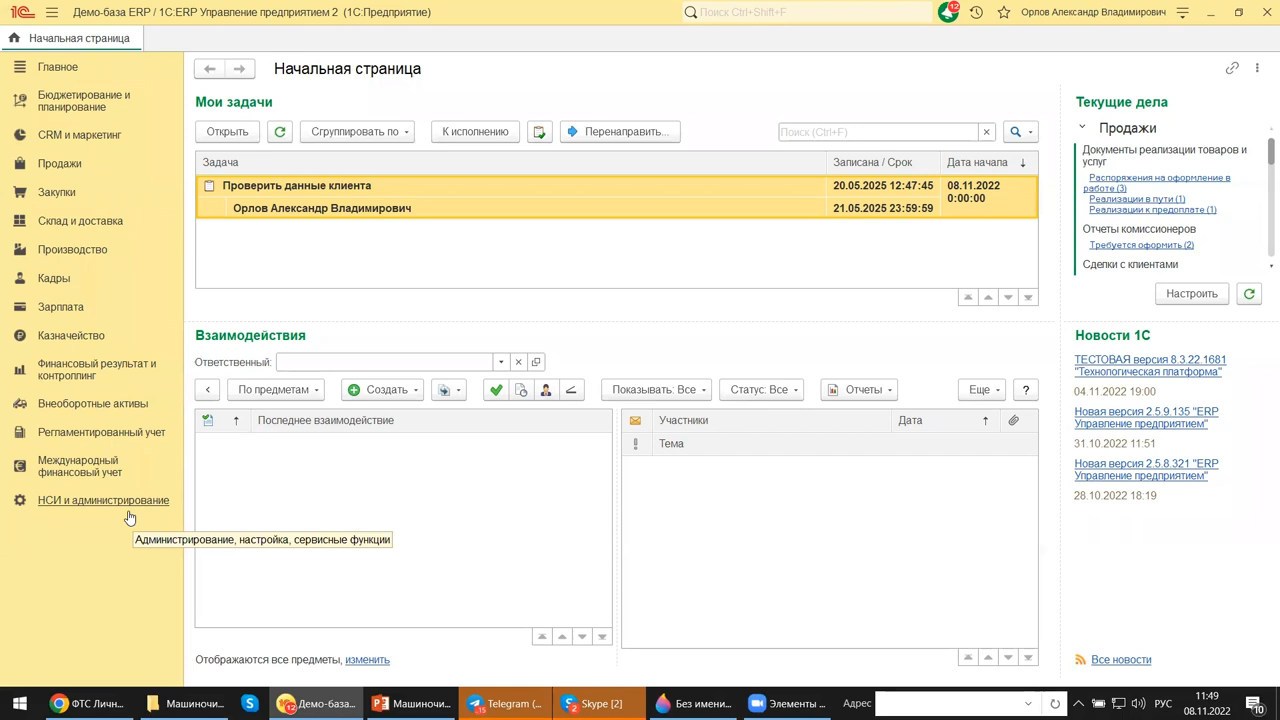 Демо-база ERP / 1С:ERP Управление предприятием 2 (1С:Предприятие)
Поиск Ctrl+Shift+F
12
Орлов Александр Владимирович
Начальная страница
Главное
Бюджетирование и
планирование
CRM и маркетинг
Продажи
Закупки
Склад и доставка
Производство
Кадры
Зарплата
Казначейство
Финансовый результат и
контроллинг
Внеоборотные активы
Регламентированный учет
Международный
финансовый учет
НСИ и администрирование
Администрирование, настройка, сервисные функции
Начальная страница
Мои задачи
Открыть
Сгруппировать по
К исполнению
Перенаправить...
Поиск (Ctrl+F)
Задача
Записана / Срок
Дата начала
Проверить данные клиента
20.05.2025 12:47:45
08.11.2022
0:00:00
Орлов Александр Владимирович
21.05.2025 23:59:59
Взаимодействия
Ответственный:
По предметам
Создать
Показывать: Все
Статус: Все
Отчеты
Еще
?
Последнее взаимодействие
Участники
Дата
Тема
Отображаются все предметы, изменить
Текущие дела
Продажи
Документы реализации товаров и
услуг
Распоряжения на оформление в
работе (3)
Реализации в пути (1)
Реализации к предоплате (1)
Отчеты комиссионеров
Требуется оформить (2)
Сделки с клиентами
Настроить
Новости 1С
ТЕСТОВАЯ версия 8.3.22.1681
"Технологическая платформа"
04.11.2022 19:00
Новая версия 2.5.9.135 "ERP
Управление предприятием"
31.10.2022 11:51
Новая версия 2.5.8.321 "ERP
Управление предприятием"
28.10.2022 18:19
Все новости
ФТС Личн...
Машиночи...
12
Демо-база...
Машиночи...
15
Telegram (...
2
Skype [2]
Без имени...
Элементы ...
Адрес
РУС
11:49
08.11.2022
10